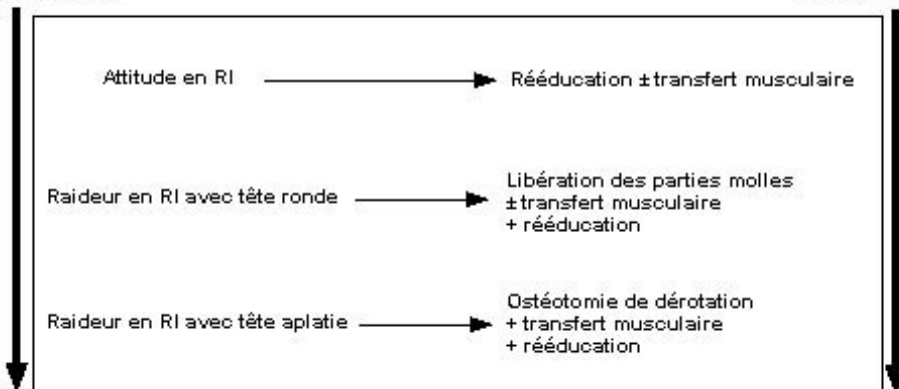 Attitude en RI
Rééducation ± transfert musculaire
Raideur en RI avec tête ronde
Libération des parties molles
± transfert musculaire
+ rééducation
Raideur en RI avec tête aplatie
Ostéotomie de dérotation
+ transfert musculaire
+ rééducation